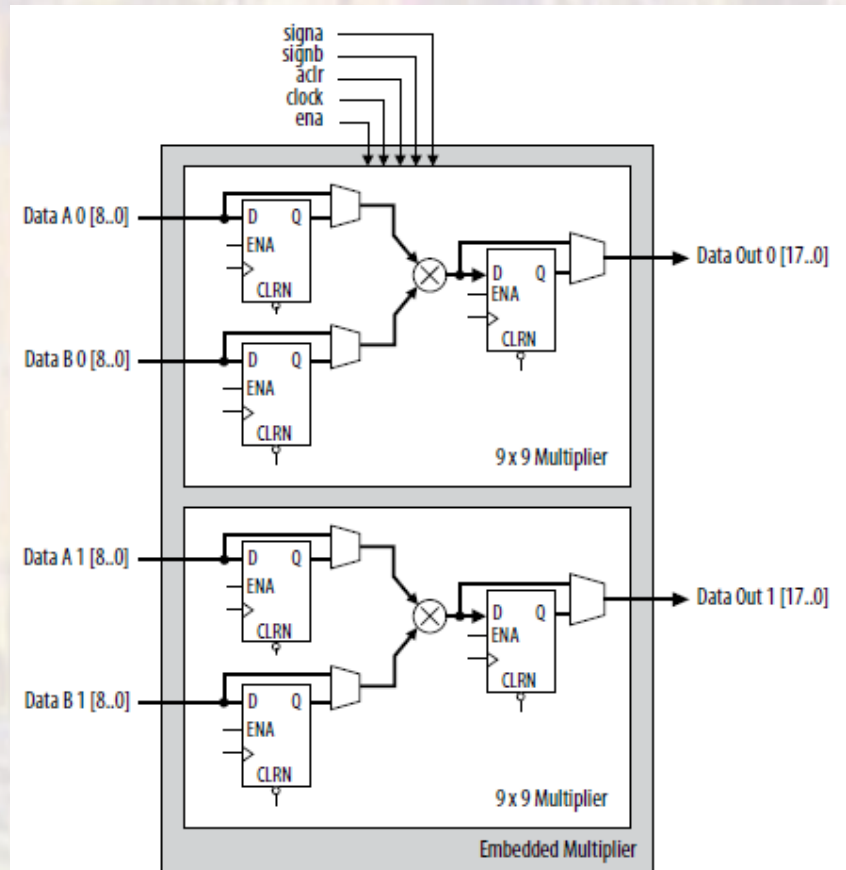 signa
signb
aclr
clock
ena
Data A 0 [8..0]
D Q
ENA
CLRN
Data B 0 [8..0]
D Q
ENA
CLRN
D Q
ENA
CLRN
Data Out 0 [17..0]
9 x 9 Multiplier
Data A 1 [8..0]
D Q
ENA
CLRN
Data B 1 [8..0]
D Q
ENA
CLRN
D Q
ENA
CLRN
Data Out 1 [17..0]
9 x 9 Multiplier
Embedded Multiplier